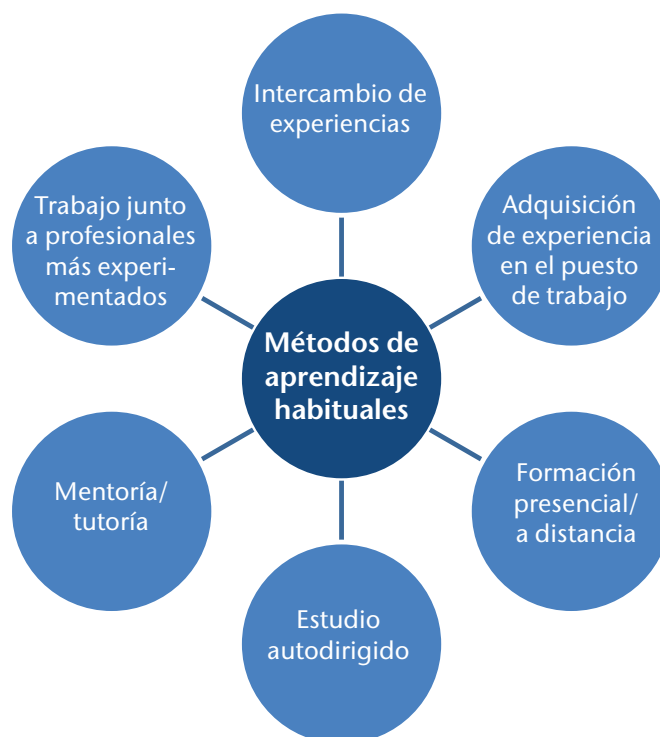 Intercambio de
experiencias
Trabajo junto
a profesionales
más experi-
mentados
Adquisición
de experiencia
en el puesto
de trabajo
Métodos de
aprendizaje
habituales
Mentoría/
tutoría
Formación
presencial/
a distancia
Estudio
autodirigido